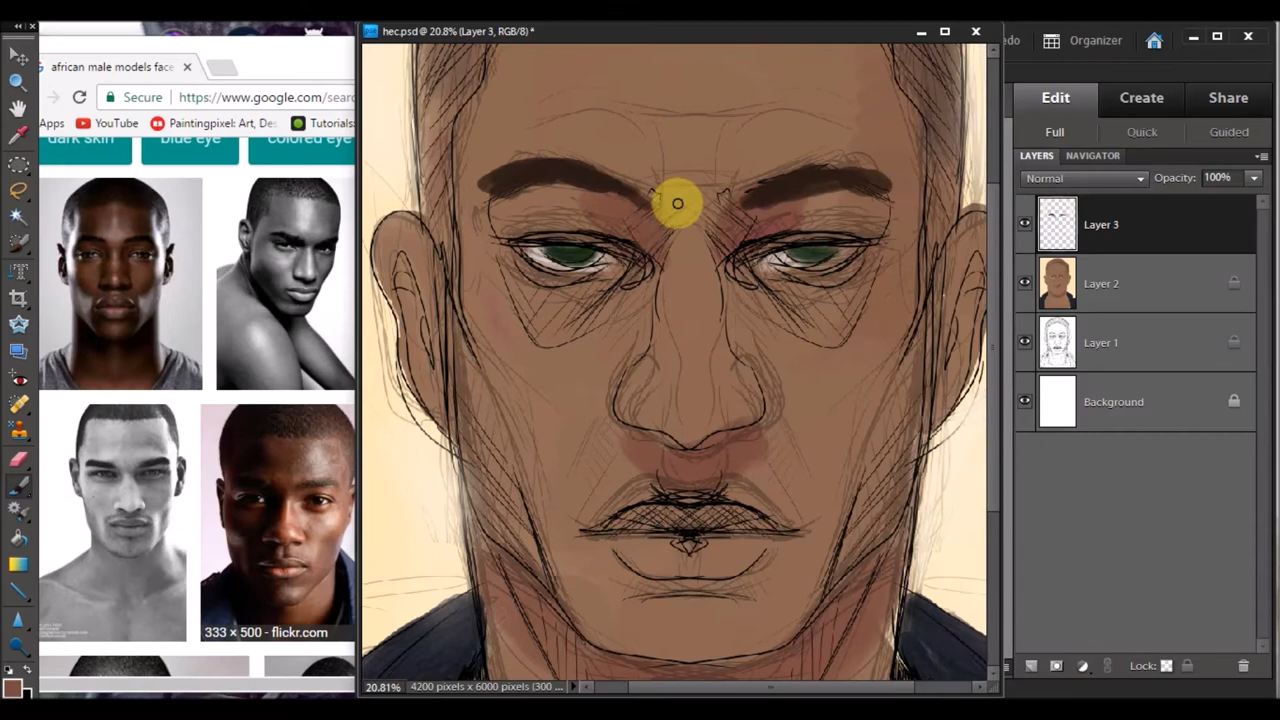 hec.psd @ 20.8% (Layer 3, RGB/8) *
do
Organizer
african male models face
Secure
https://www.google.com/sear
Apps
YouTube
Paintingpixel: Art, Des
Tutorials:
dark skin
blue eye
colored eye
333 × 500 - flickr.com
20.81%
4200 pixels x 6000 pixels (300 ...
Edit
Create
Share
Full
Quick
Guided
LAYERS
NAVIGATOR
Normal
Opacity: 100%
Layer 3
Layer 2
Layer 1
Background
Lock: